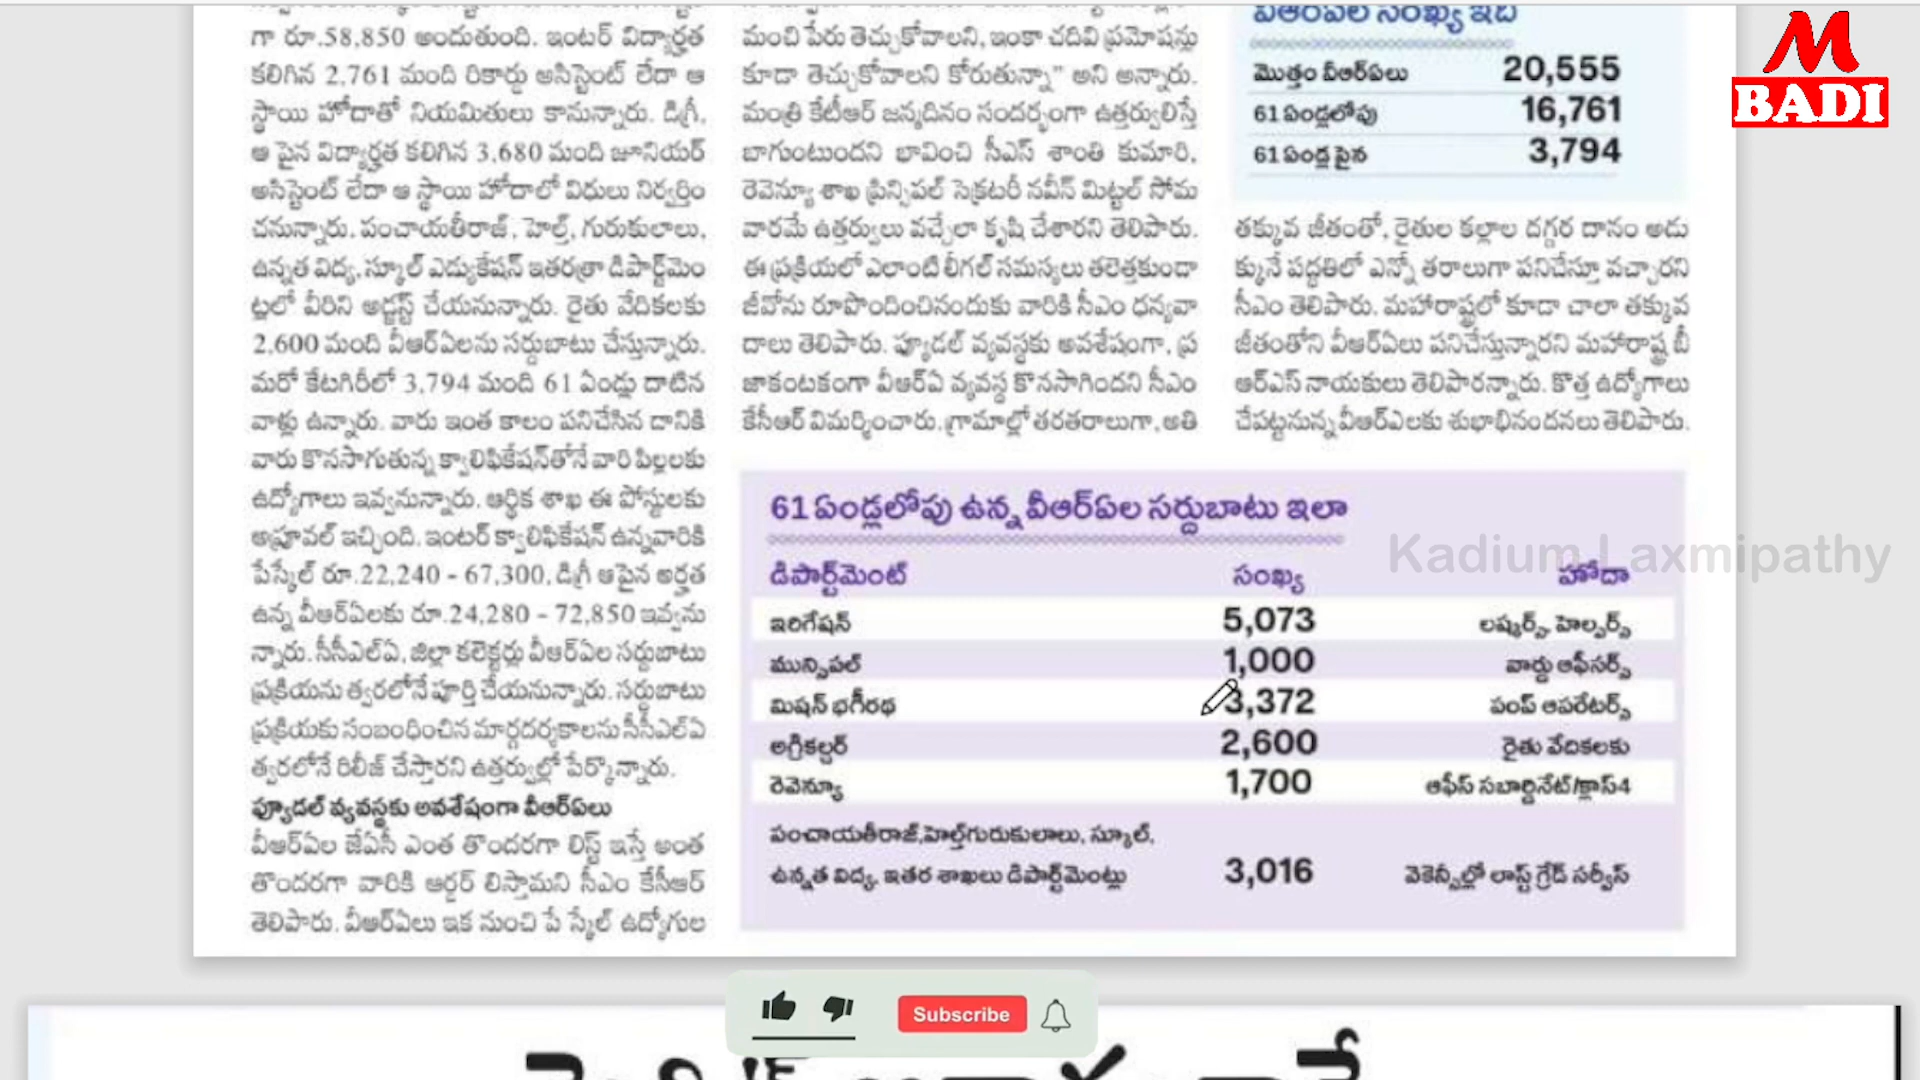 గా రూ.58,850 అందుతుంది. ఇంటర్ విద్యార్హత
కలిగిన 2,761 మంది రికార్డు అసిస్టెంట్ లేదా ఆ
స్థాయి హోదాతో నియమితులు కానున్నారు. డిగ్రీ,
ఆ పైన విద్యార్హత కలిగిన 3,680 మంది జూనియర్
అసిస్టెంట్ లేదా ఆ స్థాయి హోదాలో విధులు నిర్వర్తిం
చనున్నారు. పంచాయతీరాజ్, హెల్త్, గురుకులాలు,
ఉన్నత విద్య, స్కూల్ ఎడ్యుకేషన్ ఇతరత్రా డిపార్ట్‌మెం
ట్లలో వీరిని అడ్జస్ట్ చేయనున్నారు. రైతు వేదికలకు
2,600 మంది వీఆర్ఏలను సర్దుబాటు చేస్తున్నారు.
మరో కేటగిరీలో 3,794 మంది 61 ఏండ్లు దాటిన
వాళ్లు ఉన్నారు. వారు ఇంత కాలం పనిచేసిన దానికి
వారు కొనసాగుతున్న క్వాలిఫికేషన్‌తోనే వారి పిల్లలకు
ఉద్యోగాలు ఇవ్వనున్నారు. ఆర్థిక శాఖ ఈ పోస్టులకు
అప్రూవల్ ఇచ్చింది. ఇంటర్ క్వాలిఫికేషన్ ఉన్నవారికి
పేస్కేల్ రూ.22,240 - 67,300, డిగ్రీ ఆపైన అర్హత
ఉన్న వీఆర్ఏలకు రూ.24,280 - 72,850 ఇవ్వను
న్నారు. సీసీఎల్ఏ, జిల్లా కలెక్టర్లు వీఆర్ఏల సర్దుబాటు
ప్రక్రియను త్వరలోనే పూర్తి చేయనున్నారు. సర్దుబాటు
ప్రక్రియకు సంబంధించిన మార్గదర్శకాలను సీసీఎల్ఏ
త్వరలోనే రిలీజ్ చేస్తారని ఉత్తర్వుల్లో పేర్కొన్నారు.
ఫ్యూడల్ వ్యవస్థకు అవశేషంగా వీఆర్ఏలు
వీఆర్ఏల జేఏసీ ఎంత తొందరగా లిస్ట్ ఇస్తే అంత
తొందరగా వారికి ఆర్డర్ లిస్తామని సీఎం కేసీఆర్
తెలిపారు. వీఆర్ఏలు ఇక నుంచి పే స్కేల్ ఉద్యోగుల
మంచి పేరు తెచ్చుకోవాలని, ఇంకా చదివి ప్రమోషన్లు
కూడా తెచ్చుకోవాలని కోరుతున్నా" అని అన్నారు.
మంత్రి కేటీఆర్ జన్మదినం సందర్భంగా ఉత్తర్వులిస్తే
బాగుంటుందని భావించి సీఎస్ శాంతి కుమారి,
రెవెన్యూ శాఖ ప్రిన్సిపల్ సెక్రటరీ నవీన్ మిట్టల్ సోమ
వారమే ఉత్తర్వులు వచ్చేలా కృషి చేశారని తెలిపారు.
ఈ ప్రక్రియలో ఎలాంటి లీగల్ సమస్యలు తలెత్తకుండా
జీవోను రూపొందించినందుకు వారికి సీఎం ధన్యవా
దాలు తెలిపారు. ఫ్యూడల్ వ్యవస్థకు అవశేషంగా, ప్ర
జాకంటకంగా వీఆర్ఏ వ్యవస్థ కొనసాగిందని సీఎం
కేసీఆర్ విమర్శించారు. గ్రామాల్లో తరతరాలుగా, అతి
వీఆర్ఏల సంఖ్య ఇది
మొత్తం వీఆర్ఏలు 20,555
61 ఏండ్లలోపు 16,761
61 ఏండ్ల పైన 3,794
తక్కువ జీతంతో, రైతుల కల్లాల దగ్గర దానం అడు
క్కునే పద్ధతిలో ఎన్నో తరాలుగా పనిచేస్తూ వచ్చారని
సీఎం తెలిపారు. మహారాష్ట్రలో కూడా చాలా తక్కువ
జీతంతోని వీఆర్ఏలు పనిచేస్తున్నారని మహారాష్ట్ర బీ
ఆర్ఎస్ నాయకులు తెలిపారన్నారు. కొత్త ఉద్యోగాలు
చేపట్టనున్న వీఆర్ఎలకు శుభాభినందనలు తెలిపారు.
61 ఏండ్లలోపు ఉన్న వీఆర్ఏల సర్దుబాటు ఇలా
డిపార్ట్‌మెంట్ సంఖ్య హోదా
ఇరిగేషన్ 5,073 లష్కర్స్, హెల్పర్స్
మున్సిపల్ 1,000 వార్డు ఆఫీసర్స్
మిషన్ భగీరథ 3,372 పంప్ ఆపరేటర్స్
అగ్రికల్చర్ 2,600 రైతు వేదికలకు
రెవెన్యూ 1,700 ఆఫీస్ సబార్డినేట్/క్లాస్4
పంచాయతీరాజ్,హెల్త్‌గురుకులాలు, స్కూల్,
ఉన్నత విద్య, ఇతర శాఖలు డిపార్ట్‌మెంట్లు 3,016 వెకెన్సీల్లో లాస్ట్ గ్రేడ్ సర్వీస్
M
BADI
Kadium Laxmipathy
Subscribe